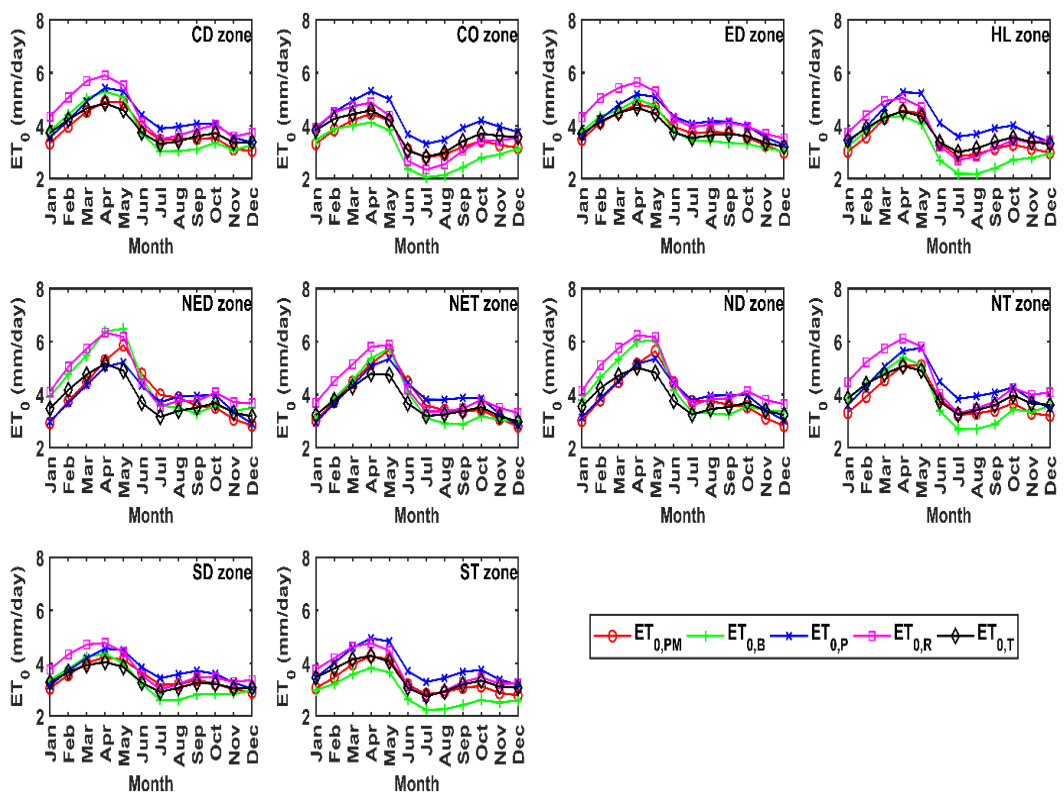 CD zone
ET0 (mm/day)
8
6
4
2
Jan Feb Mar Apr May Jun Jul Aug Sep Oct Nov Dec
Month
CO zone
8
6
4
2
Jan Feb Mar Apr May Jun Jul Aug Sep Oct Nov Dec
Month
ED zone
ET0 (mm/day)
8
6
4
2
Jan Feb Mar Apr May Jun Jul Aug Sep Oct Nov Dec
Month
HL zone
ET0 (mm/day)
8
6
4
2
Jan Feb Mar Apr May Jun Jul Aug Sep Oct Nov Dec
Month
NED zone
ET0 (mm/day)
8
6
4
2
Jan Feb Mar Apr May Jun Jul Aug Sep Oct Nov Dec
Month
NET zone
ET0 (mm/day)
8
6
4
2
Jan Feb Mar Apr May Jun Jul Aug Sep Oct Nov Dec
Month
ND zone
ET0 (mm/day)
8
6
4
2
Jan Feb Mar Apr May Jun Jul Aug Sep Oct Nov Dec
Month
NT zone
ET0 (mm/day)
8
6
4
2
Jan Feb Mar Apr May Jun Jul Aug Sep Oct Nov Dec
Month
SD zone
ET0 (mm/day)
8
6
4
2
Jan Feb Mar Apr May Jun Jul Aug Sep Oct Nov Dec
Month
ST zone
ET0 (mm/day)
8
6
4
2
Jan Feb Mar Apr May Jun Jul Aug Sep Oct Nov Dec
Month
ET0,PM ET0,B ET0,P ET0,R ET0,T